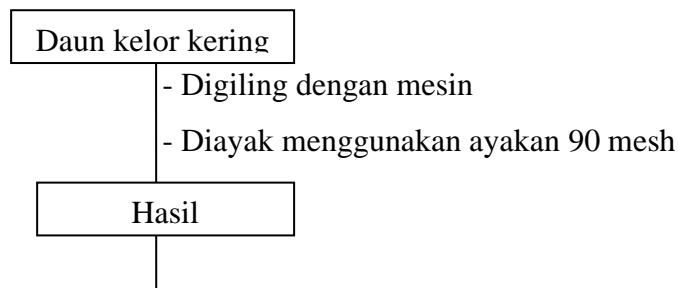 Daun kelor kering
- Digiling dengan mesin
- Diayak menggunakan ayakan 90 mesh
Hasil